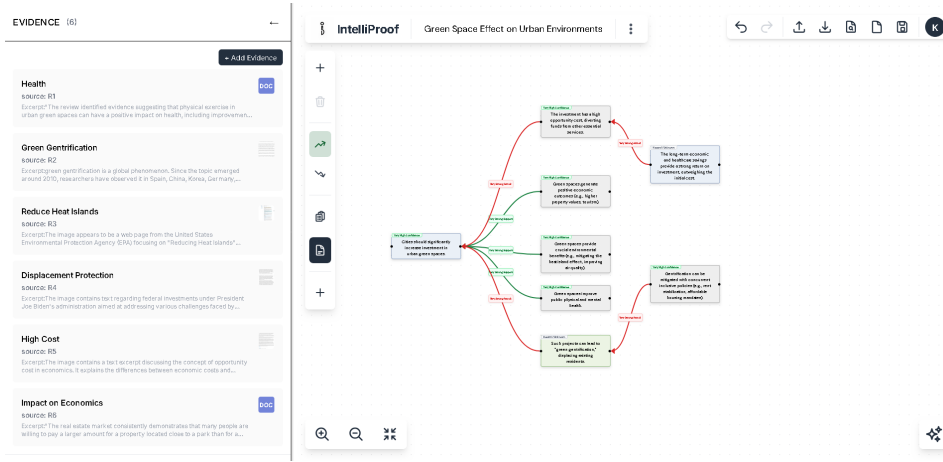 EVIDENCE (6)
←
+ Add Evidence
Health
DOC
source: R1
Excerpt:"The review identified evidence suggesting that physical exercise in
urban green spaces can have a positive impact on health, including improvemen...
Green Gentrification
source: R2
Excerpt:green gentrification is a global phenomenon. Since the topic emerged
around 2010, researchers have observed it in Spain, China, Korea, Germany,...
Reduce Heat Islands
source: R3
Excerpt:The image appears to be a web page from the United States
Environmental Protection Agency (EPA) focusing on "Reducing Heat Islands"...
Displacement Protection
source: R4
Excerpt:The image contains text regarding federal investments under President
Joe Biden's administration aimed at addressing various challenges faced by...
High Cost
source: R5
Excerpt:The image contains a text excerpt discussing the concept of opportunity
cost in economics. It explains the differences between economic costs and...
Impact on Economics
DOC
source: R6
Excerpt:"The real estate market consistently demonstrates that many people are
willing to pay a larger amount for a property located close to a park than for a...
IntelliProof
Green Space Effect on Urban Environments
K
The investment has a high
opportunity cost, diverting
funds from other essential
services.
The long-term economic
and healthcare savings
provide a strong return on
investment, outweighing the
initial cost.
Green spaces generate
positive economic
outcomes (e.g., higher
property values, tourism).
Cities should significantly
increase investment in
urban green spaces.
Green spaces provide
crucial environmental
benefits (e.g., mitigating the
heat island effect, improving
air quality)
Green spaces improve
public physical and mental
health.
Gentrification can be
mitigated with concurrent
inclusive policies (e.g., rent
stabilization, affordable
housing mandates)
Such projects can lead to
"green gentrification,"
displacing existing
residents.